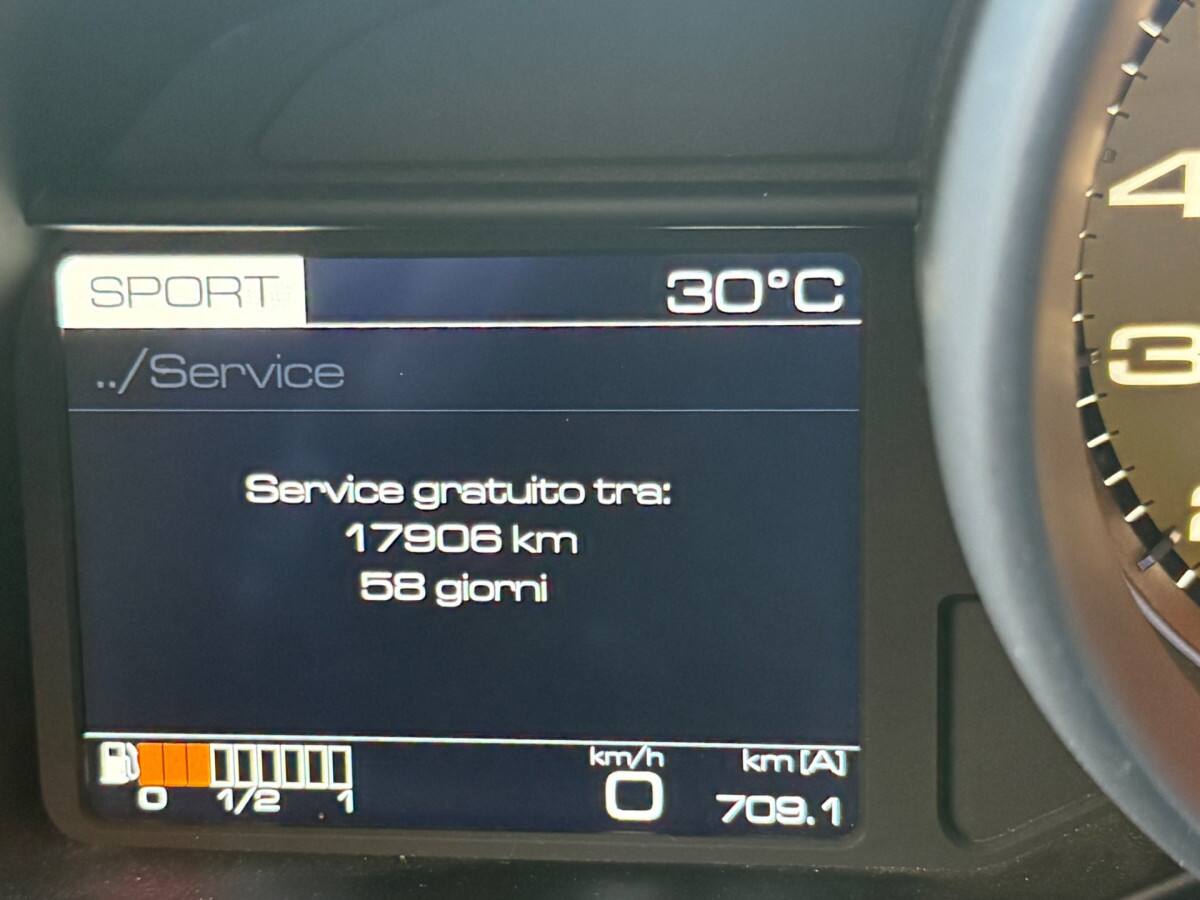 SPORT
30°C
../Service
Service gratuito tra:
17906 km
58 giorni
0 1/2 1
km/h
0
km [A]
709.1
4
3